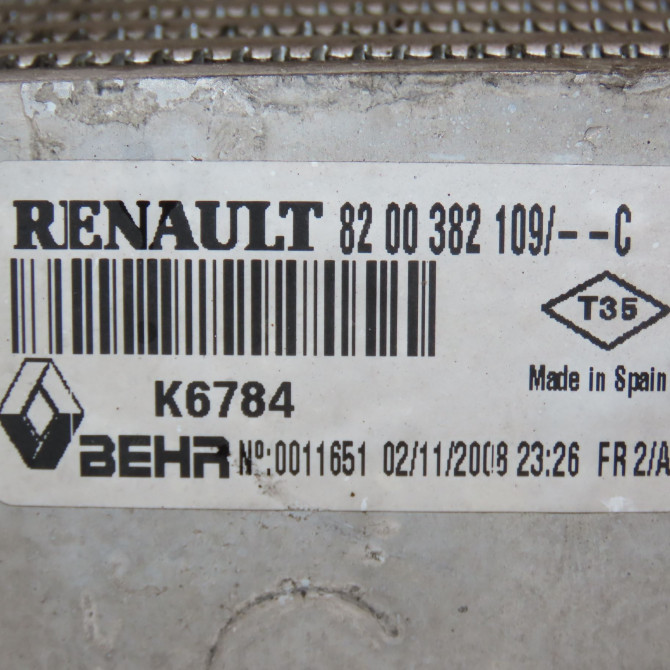 RENAULT 82 00 382 109/--C
T35
Made in Spain
K6784
BEHR Nº:0011651 02/11/2008 23:26 FR 2/A